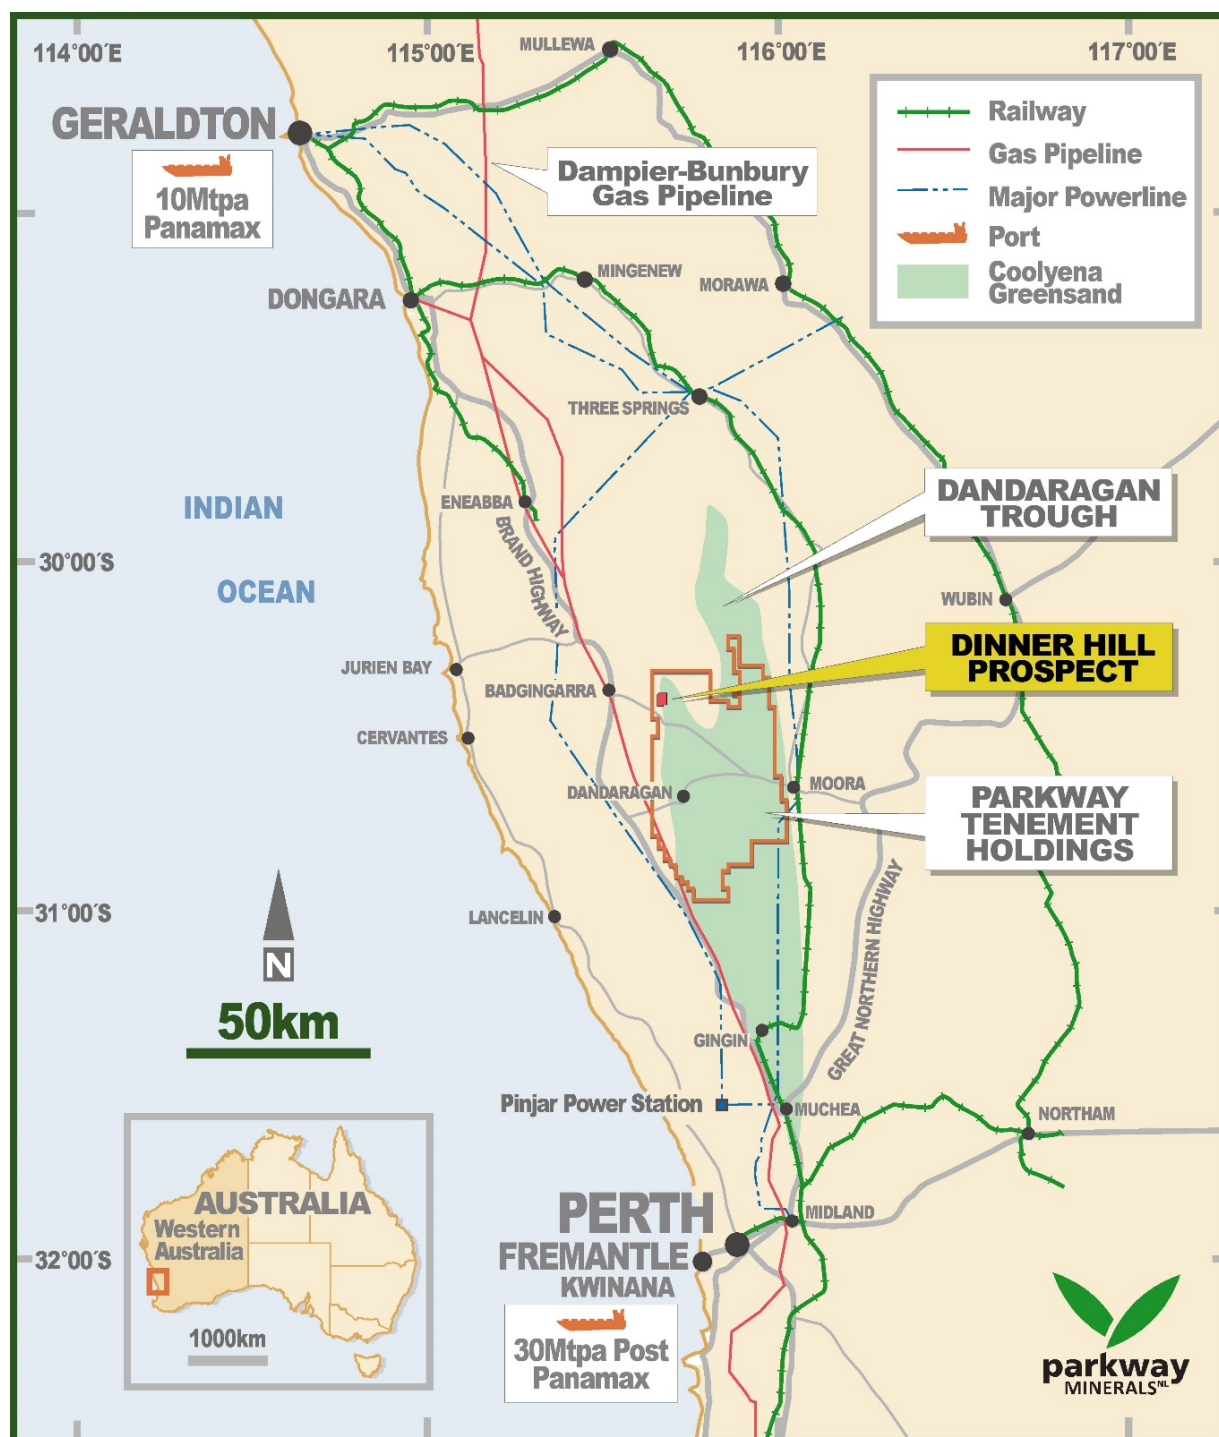 114°00´E
115°00´E
116°00´E
117°00´E
MULLEWA
GERALDTON
10Mtpa
Panamax
Dampier-Bunbury
Gas Pipeline
Railway
Gas Pipeline
Major Powerline
Port
Coolyena
Greensand
MINGENEW
MORAWA
DONGARA
THREE SPRINGS
ENEABBA
BRAND HIGHWAY
DANDARAGAN
TROUGH
INDIAN
OCEAN
30°00´S
WUBIN
DINNER HILL
PROSPECT
JURIEN BAY
BADGINGARRA
CERVANTES
DANDARAGAN
MOORA
PARKWAY
TENEMENT
HOLDINGS
31°00´S
LANCELIN
GREAT NORTHERN HIGHWAY
N
50km
GINGIN
Pinjar Power Station
MUCHEA
NORTHAM
AUSTRALIA
Western
Australia
1000km
PERTH
MIDLAND
FREMANTLE
KWINANA
32°00´S
30Mtpa Post
Panamax
parkway
MINERALS NL